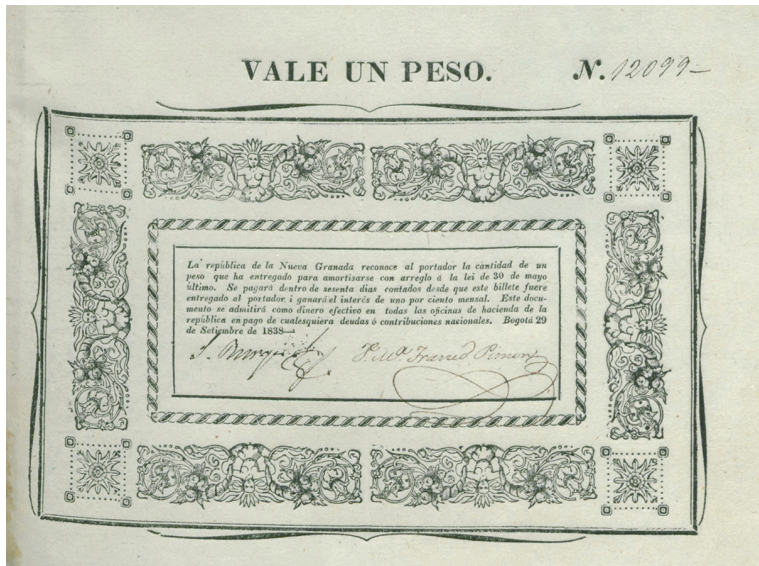 VALE UN PESO. N. 12099
La república de la Nueva Granada reconoce al portador la cantidad de un
peso que ha entregado para amortizarse con arreglo á la lei de 30 de mayo
último. Se pagará dentro de sesenta dias contados desde que este billete fuere
entregado al portador i ganará el interés de uno por ciento mensal. Este docu-
mento se admitirá como dinero efectivo en todas las oficinas de hacienda de la
república en pago de cualesquiera deudas ó contribuciones nacionales. Bogotá 29
de Setiembre de 1838